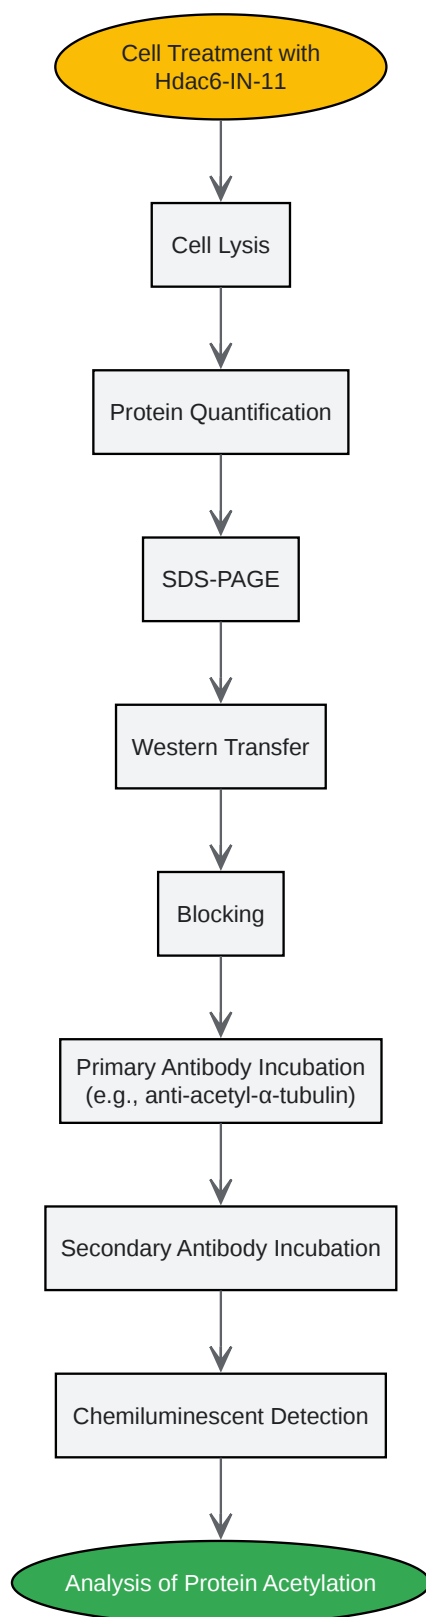 Cell Treatment with
Hdac6-IN-11
Cell Lysis
Protein Quantification
SDS-PAGE
Western Transfer
Blocking
Primary Antibody Incubation
(e.g., anti-acetyl-α-tubulin)
Secondary Antibody Incubation
Chemiluminescent Detection
Analysis of Protein Acetylation